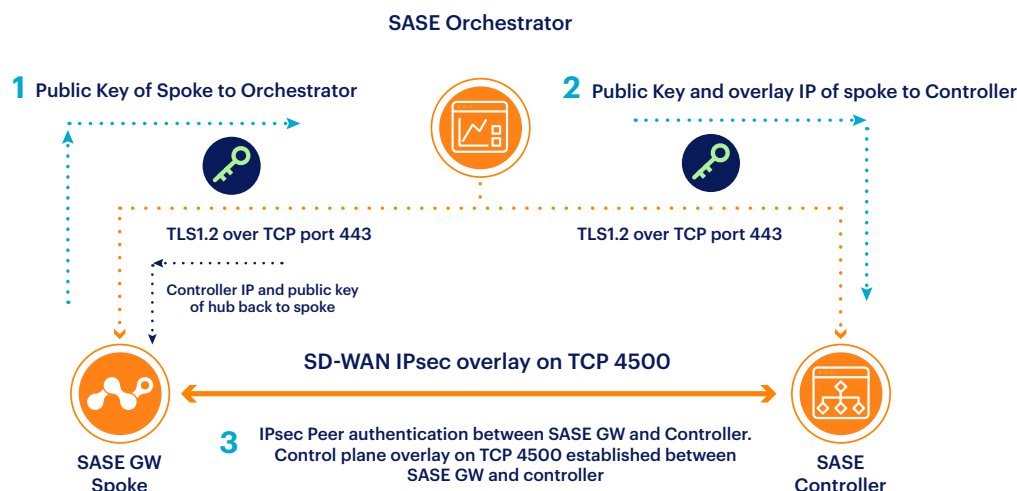 SASE Orchestrator
1 Public Key of Spoke to Orchestrator
2 Public Key and overlay IP of spoke to Controller
TLS1.2 over TCP port 443
TLS1.2 over TCP port 443
Controller IP and public key
of hub back to spoke
SD-WAN IPsec overlay on TCP 4500
3 IPsec Peer authentication between SASE GW and Controller.
Control plane overlay on TCP 4500 established between
SASE GW and controller
SASE GW
Spoke
SASE
Controller